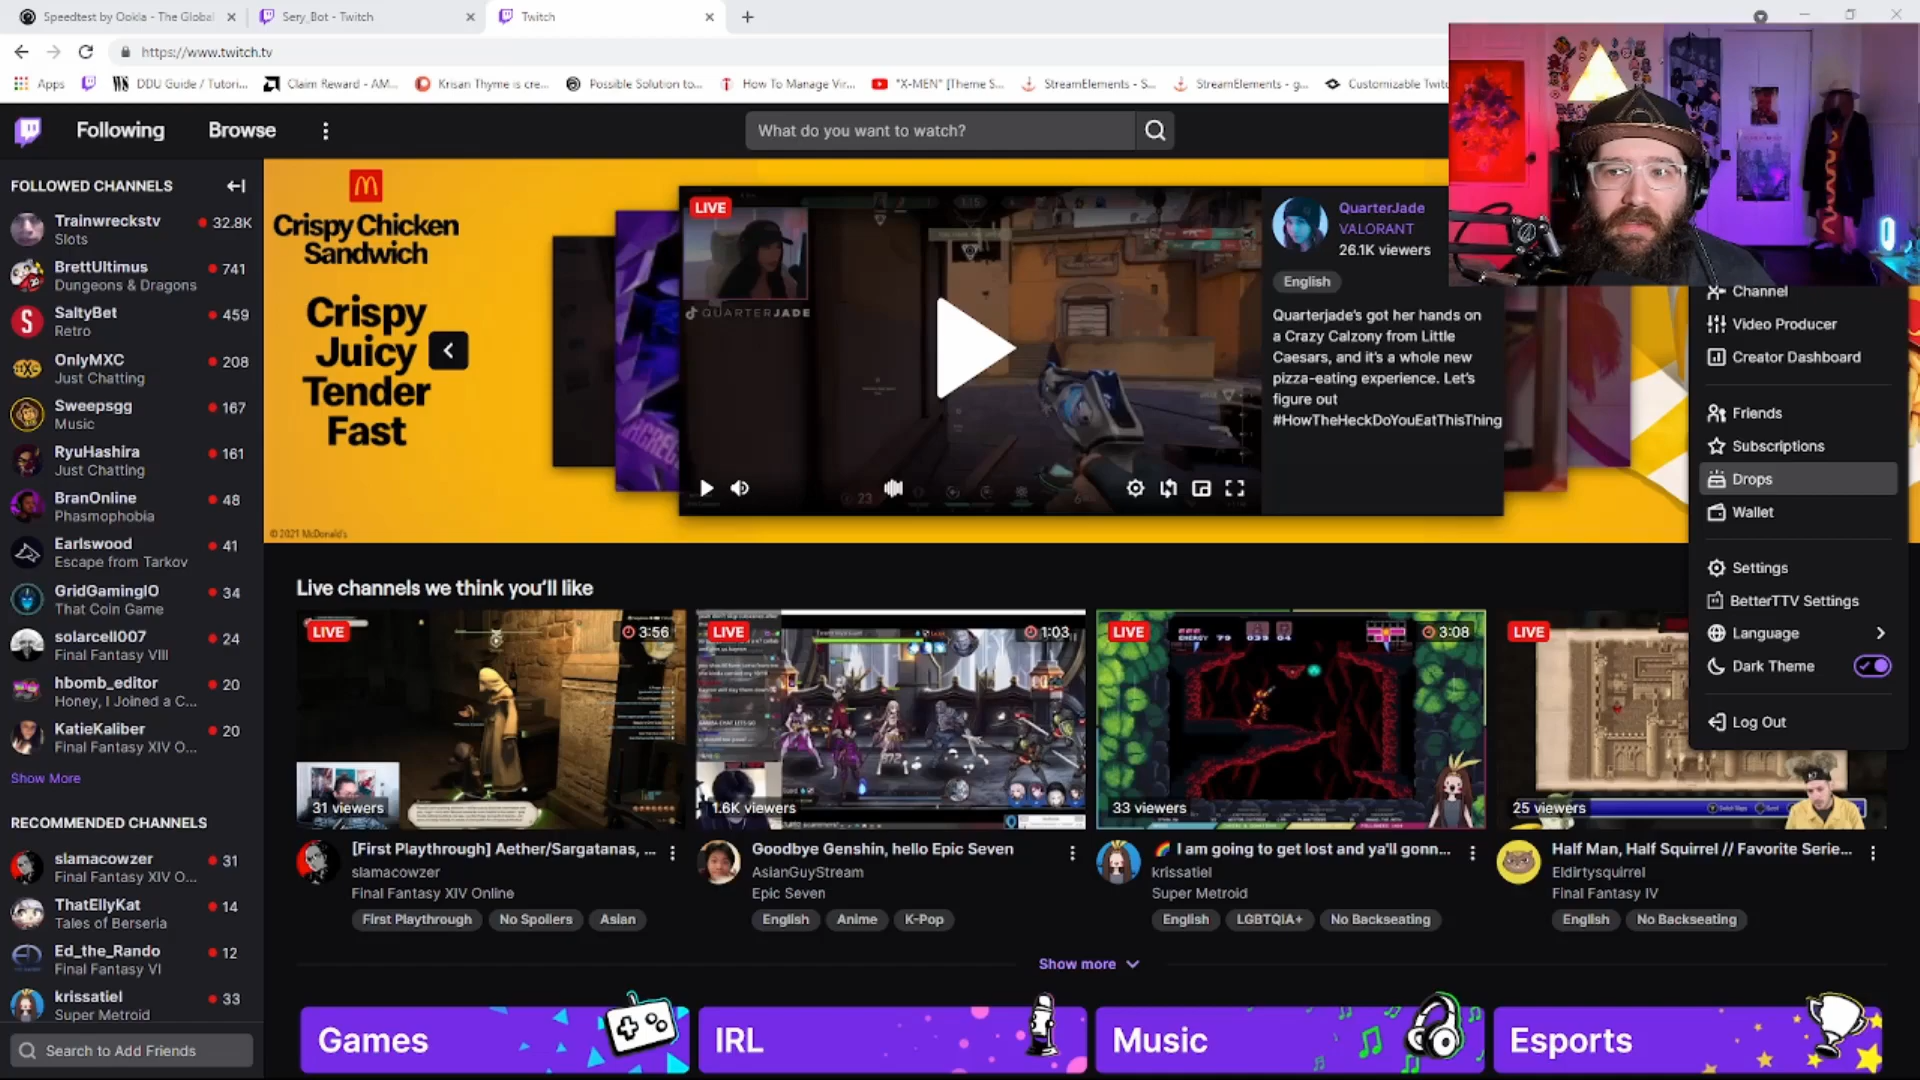 Speedtest by Ookla - The Global
Sery_Bot - Twitch
Twitch
https://www.twitch.tv
Apps
DDU Guide / Tutori...
Claim Reward - AM...
Krisan Thyme is cre...
Possible Solution to...
How To Manage Vir...
"X-MEN" [Theme S...
StreamElements - S...
StreamElements - g...
Customizable Twitc
Following
Browse
What do you want to watch?
FOLLOWED CHANNELS
Trainwreckstv
32.8K
Slots
BrettUltimus
741
Dungeons & Dragons
SaltyBet
459
Retro
OnlyMXC
208
Just Chatting
Sweepsgg
167
Music
RyuHashira
161
Just Chatting
BranOnline
48
Phasmophobia
Earlswood
41
Escape from Tarkov
GridGamingIO
34
That Coin Game
solarcell007
24
Final Fantasy VIII
hbomb_editor
20
Honey, I Joined a C...
KatieKaliber
20
Final Fantasy XIV O...
Show More
RECOMMENDED CHANNELS
slamacowzer
31
Final Fantasy XIV O...
ThatEllyKat
14
Tales of Berseria
Ed_the_Rando
12
Final Fantasy VI
krissatiel
33
Super Metroid
Search to Add Friends
Crispy Chicken
Sandwich
Crispy
Juicy
Tender
Fast
© 2021 McDonald's
LIVE
QUARTERJADE
QuarterJade
VALORANT
26.1K viewers
English
Quarterjade's got her hands on
a Crazy Calzony from Little
Caesars, and it's a whole new
pizza-eating experience. Let's
figure out
#HowTheHeckDoYouEatThisThing
Channel
Video Producer
Creator Dashboard
Friends
Subscriptions
Drops
Wallet
Settings
BetterTTV Settings
Language
Dark Theme
Log Out
Live channels we think you'll like
LIVE
3:56
31 viewers
[First Playthrough] Aether/Sargatanas, ...
slamacowzer
Final Fantasy XIV Online
First Playthrough
No Spoilers
Asian
LIVE
1:03
1.6K viewers
Goodbye Genshin, hello Epic Seven
AsianGuyStream
Epic Seven
English
Anime
K-Pop
LIVE
ENERGY 79
3:08
33 viewers
🌈 I am going to get lost and ya'll gonn...
krissatiel
Super Metroid
English
LGBTQIA+
No Backseating
LIVE
25 viewers
Half Man, Half Squirrel // Favorite Serie...
Eldirtysquirrel
Final Fantasy IV
English
No Backseating
Show more
Games
IRL
Music
Esports